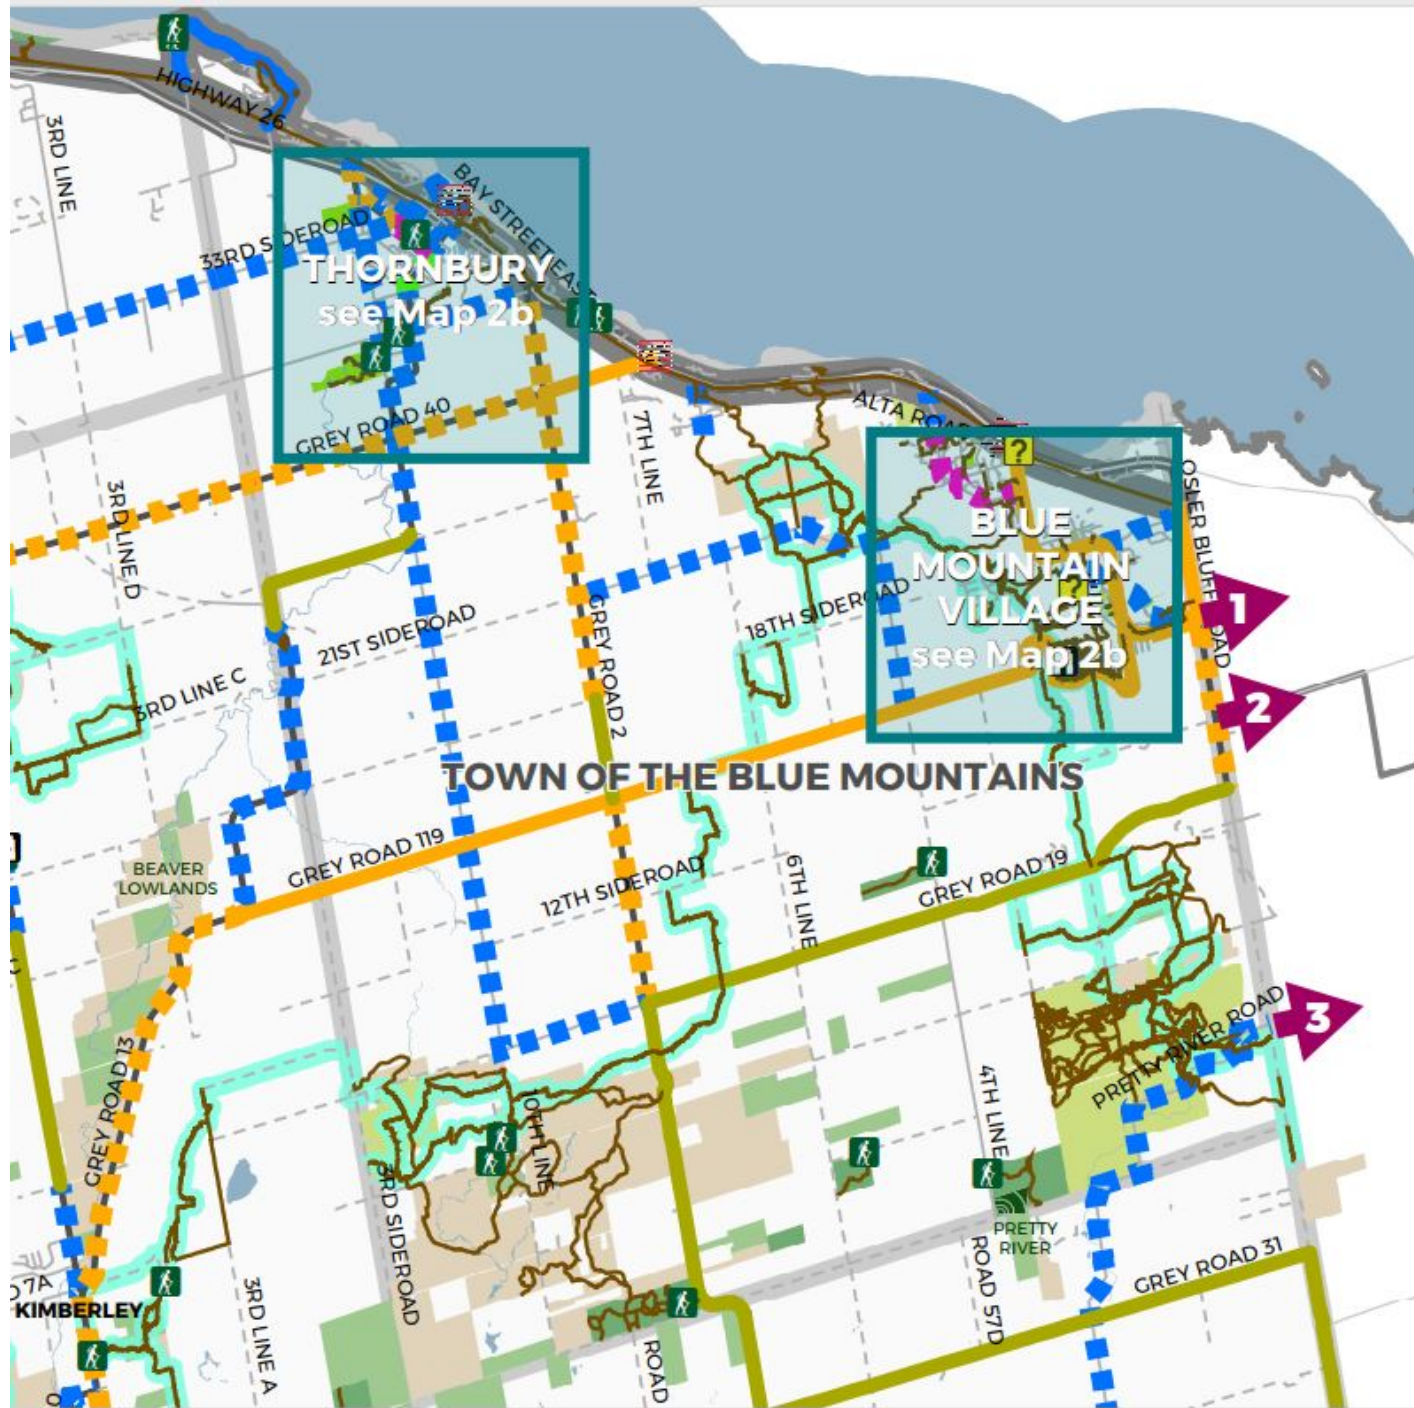 HIGHWAY 26
3RD LINE
BAY STREET EAST
33RD SIDEROAD
THORNBURY
see Map 2b
GREY ROAD 40
7TH LINE
ALTA ROAD
?
OSLER BLUFF ROAD
3RD LINE D
BLUE
MOUNTAIN
VILLAGE
see Map 2b
?
1
18TH SIDEROAD
21ST SIDEROAD
GREY ROAD 2
3RD LINE C
2
TOWN OF THE BLUE MOUNTAINS
GREY ROAD 119
BEAVER
LOWLANDS
12TH SIDEROAD
6TH LINE
GREY ROAD 19
3
PRETTY RIVER ROAD
GREY ROAD 13
10TH LINE
4TH LINE
3RD SIDEROAD
PRETTY
RIVER
ROAD 57D
GREY ROAD 31
7A
KIMBERLEY
3RD LINE A
ROAD